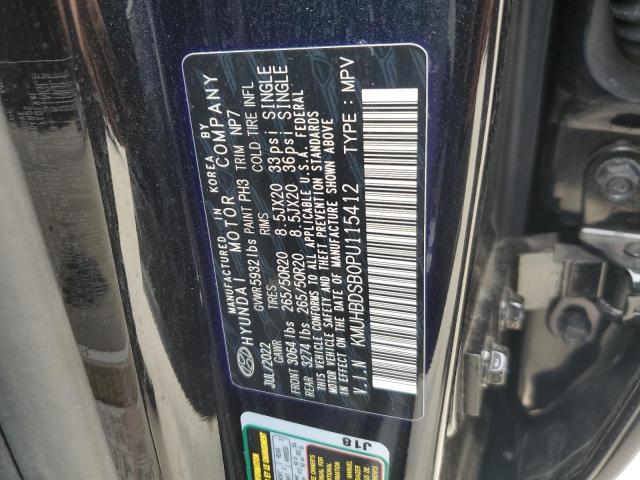 MANUFACTURED IN KOREA BY
HYUNDAI MOTOR COMPANY
GVWR 5932 lbs PAINT PH3 TRIM NP7
JUL/2022
GAWR TIRES RIMS COLD TIRE INFL
FRONT 3064 lbs 265/50R20 8.5JX20 33psi SINGLE
REAR 3274 lbs 265/50R20 8.5JX20 36psi SINGLE
THIS VEHICLE CONFORMS TO ALL APPLICABLE U.S.A. FEDERAL
MOTOR VEHICLE SAFETY AND THEFT PREVENTION STANDARDS
IN EFFECT ON THE DATE OF MANUFACTURE SHOWN ABOVE
V.I.N KMUHBDSB0PU115412 TYPE : MPV
J18